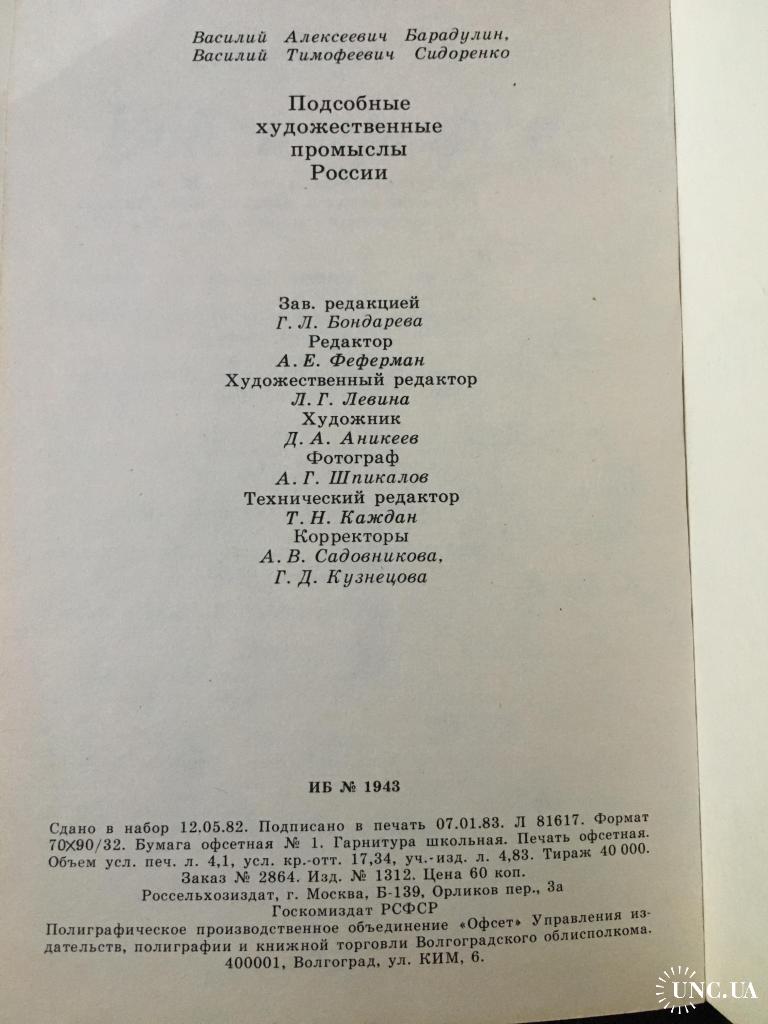 Василий Алексеевич Барадулин,
Василий Тимофеевич Сидоренко
Подсобные
художественные
промыслы
России
Зав. редакцией
Г. Л. Бондарева
Редактор
А. Е. Феферман
Художественный редактор
Л. Г. Левина
Художник
Д. А. Аникеев
Фотограф
А. Г. Шпикалов
Технический редактор
Т. Н. Каждан
Корректоры
А. В. Садовникова,
Г. Д. Кузнецова
ИБ № 1943
Сдано в набор 12.05.82. Подписано в печать 07.01.83. Л 81617. Формат
70×90/32. Бумага офсетная № 1. Гарнитура школьная. Печать офсетная.
Объем усл. печ. л. 4,1, усл. кр.-отт. 17,34, уч.-изд. л. 4,83. Тираж 40 000.
Заказ № 2864. Изд. № 1312. Цена 60 коп.
Россельхозиздат, г. Москва, Б-139, Орликов пер., 3а
Госкомиздат РСФСР
Полиграфическое производственное объединение «Офсет» Управления из-
дательств, полиграфии и книжной торговли Волгоградского облисполкома.
400001, Волгоград, ул. КИМ, 6.
UNC.UA